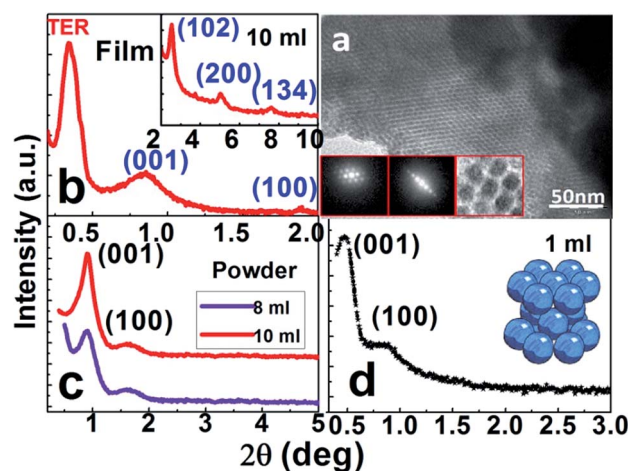 TER
Film
(102)
10 ml
(200)
(134)
2 4 6 8 10
(001)
(100)
b
0.5 1.0 1.5 2.0
a
50nm
Intensity (a.u.)
(001)
(100)
Powder
8 ml
10 ml
c
1 2 3 4 5
(001)
1 ml
(100)
d
0.5 1.0 1.5 2.0 2.5 3.0
2θ (deg)